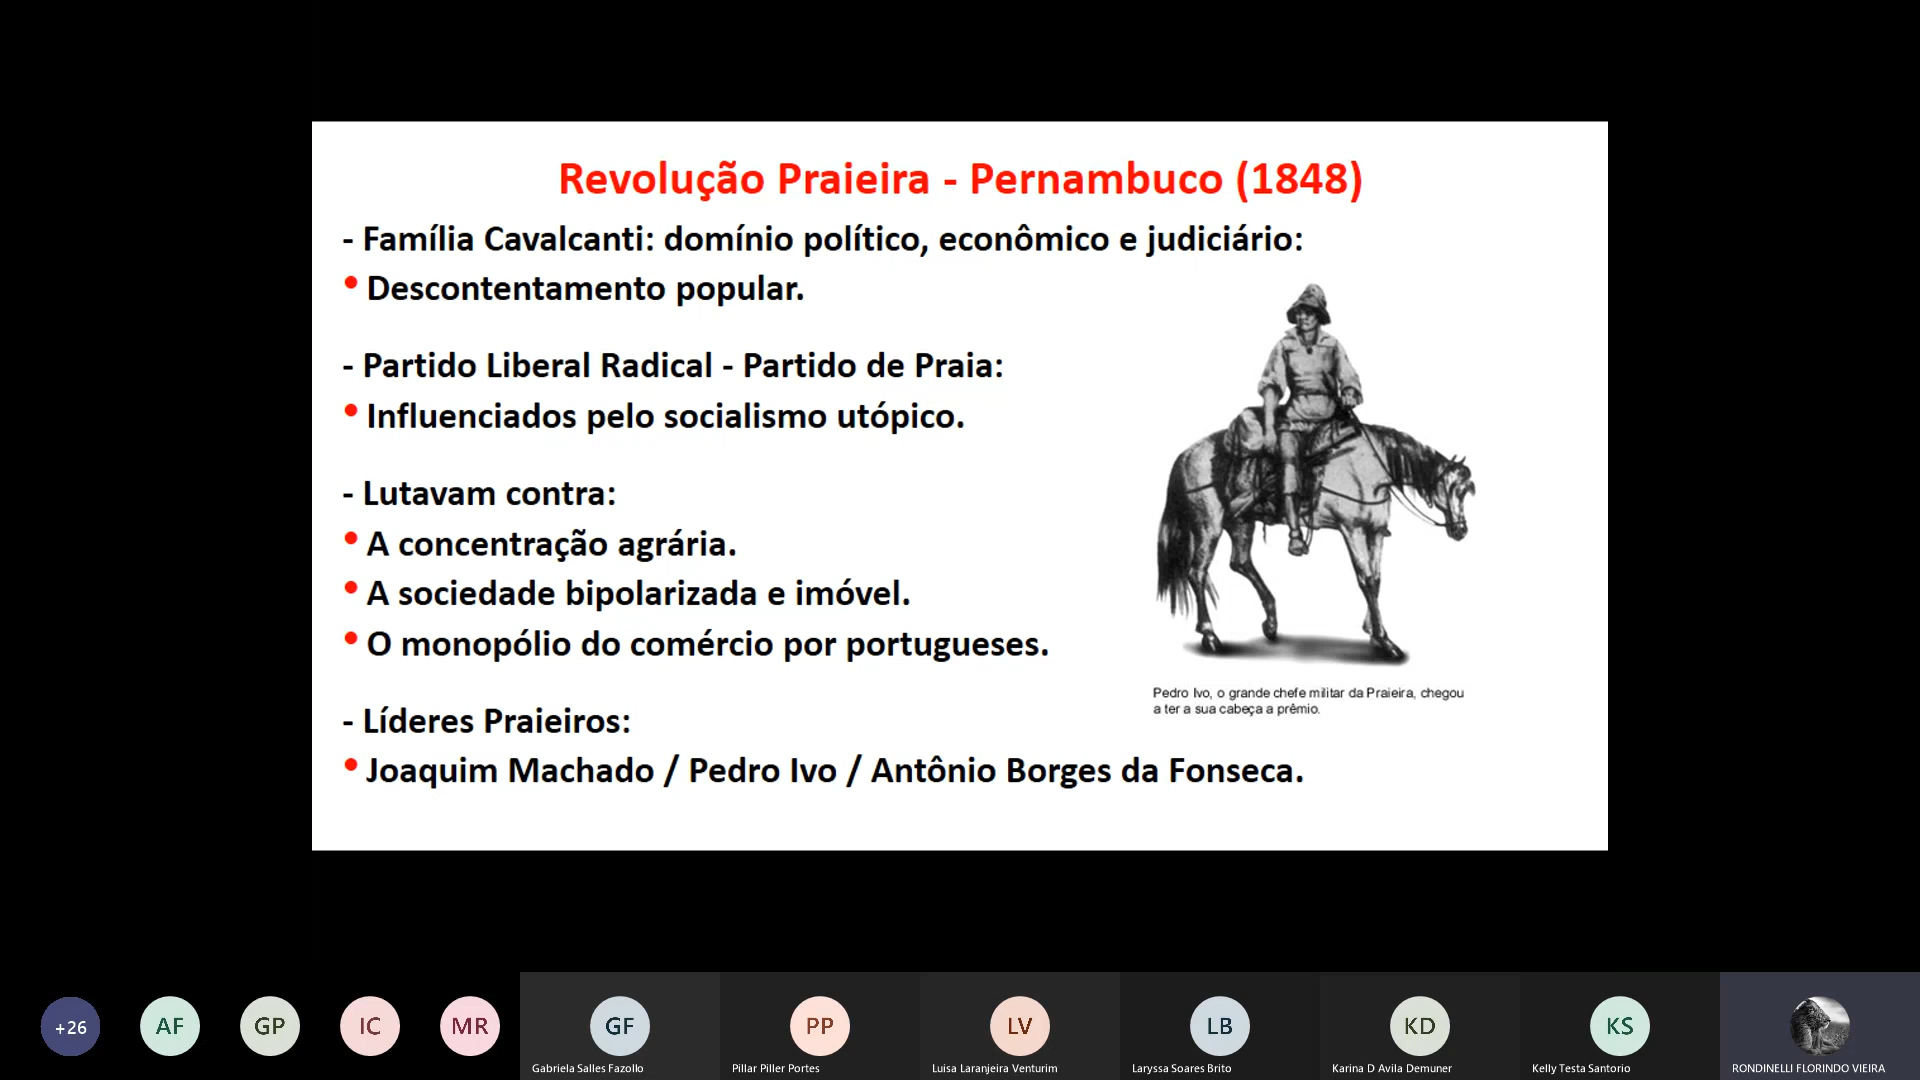 Revolução Praieira - Pernambuco (1848)
- Família Cavalcanti: domínio político, econômico e judiciário:
• Descontentamento popular.
- Partido Liberal Radical - Partido de Praia:
• Influenciados pelo socialismo utópico.
- Lutavam contra:
• A concentração agrária.
• A sociedade bipolarizada e imóvel.
• O monopólio do comércio por portugueses.
Pedro Ivo, o grande chefe militar da Praieira, chegou
a ter a sua cabeça a prêmio.
- Líderes Praieiros:
• Joaquim Machado / Pedro Ivo / Antônio Borges da Fonseca.
+26
AF
GP
IC
MR
GF
PP
LV
LB
KD
KS
Gabriela Salles Fazollo
Pillar Piller Portes
Luisa Laranjeira Venturim
Laryssa Soares Brito
Karina D Avila Demuner
Kelly Testa Santorio
RONDINELLI FLORINDO VIEIRA